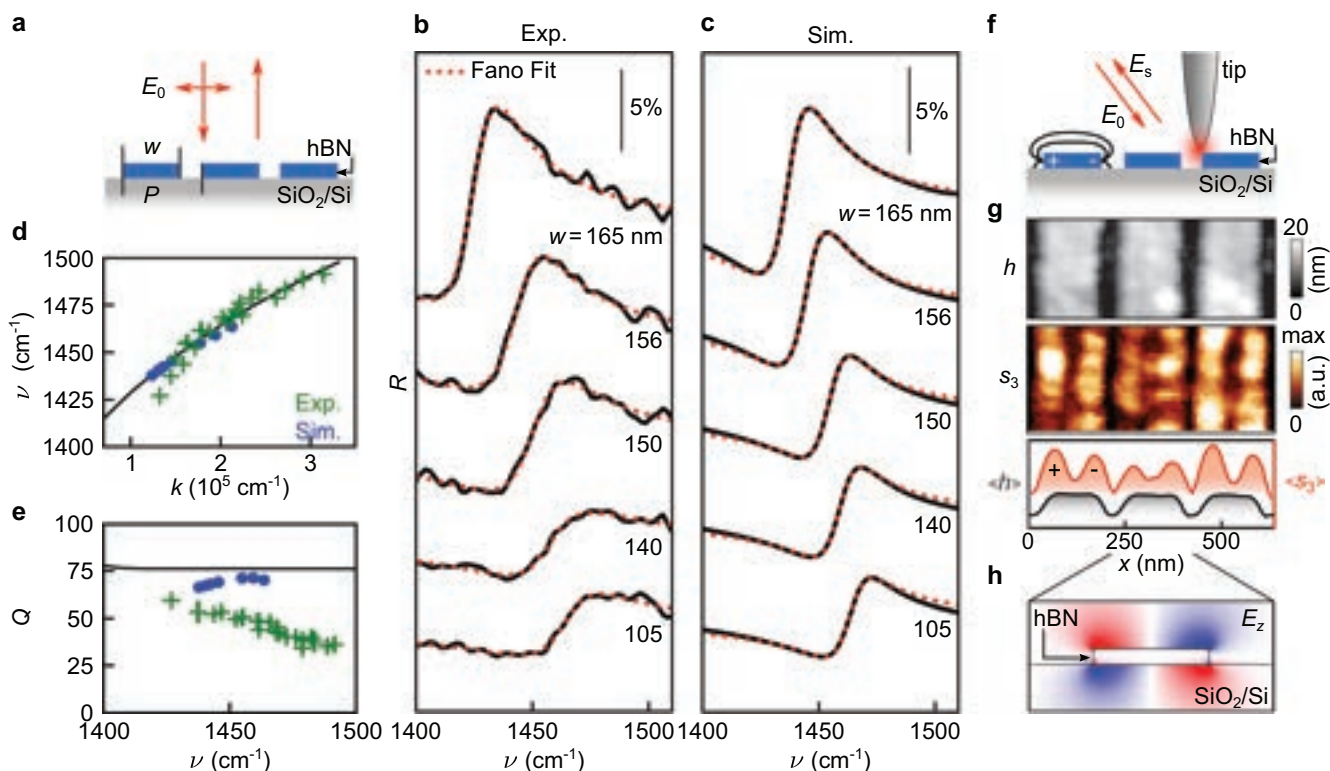 a
E₀
w
hBN
P
SiO₂/Si
b
Exp.
Fano Fit
5%
w = 165 nm
156
150
140
105
R
1400
1450
1500
ν (cm⁻¹)
c
Sim.
5%
w = 165 nm
156
150
140
105
1400
1450
1500
ν (cm⁻¹)
d
1500
1475
1450
1425
1400
ν (cm⁻¹)
Exp.
Sim.
1
2
3
k (10⁵ cm⁻¹)
e
100
75
50
25
0
Q
1400
1450
1500
ν (cm⁻¹)
f
Eₛ
tip
E₀
hBN
SiO₂/Si
g
h
20
(nm)
0
s₃
max
(a.u.)
0
<h>
+
-
<s₃>
0
250
500
x (nm)
h
hBN
E_z
SiO₂/Si